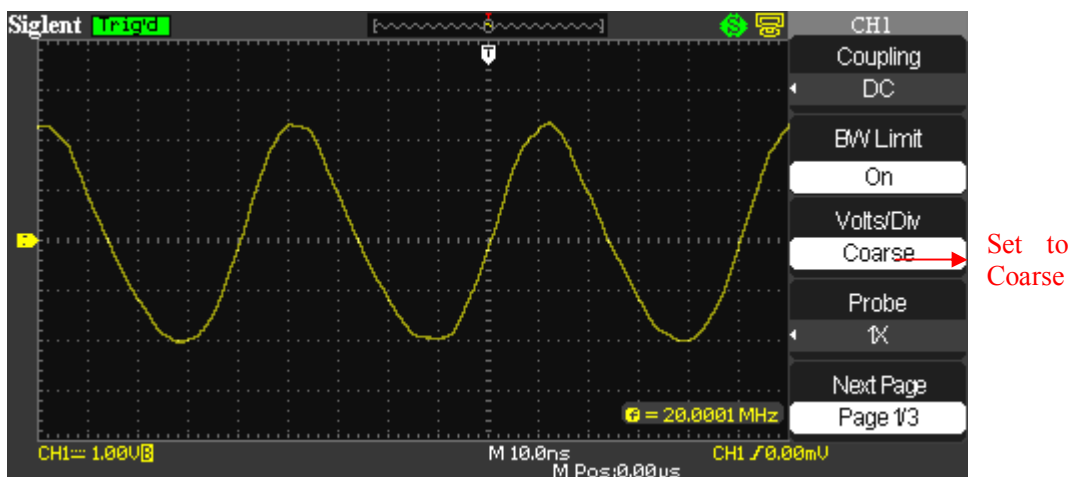 Siglent Trig'd
T
CH1
Coupling
DC
BW Limit
On
Volts/Div
Coarse
Set to
Coarse
Probe
1X
Next Page
Page 1/3
f = 20.0001 MHz
CH1 1.00V B
M 10.0ns
CH1 0.00mV
M Pos:0.00µs